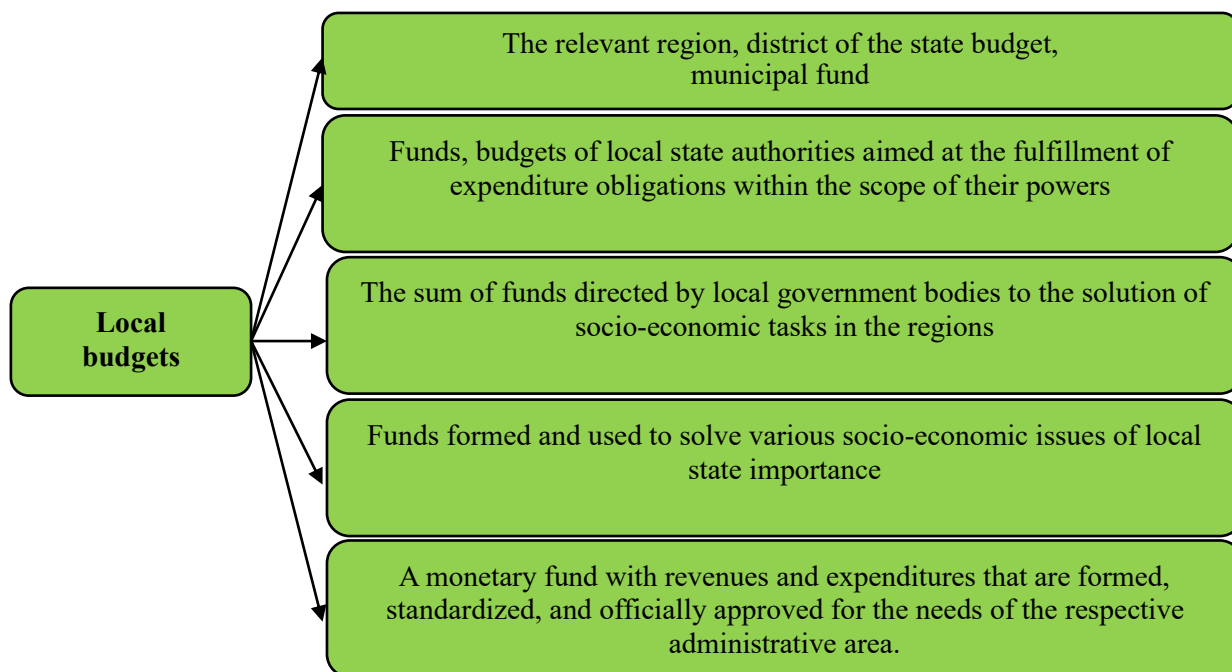 The relevant region, district of the state budget,
municipal fund
Funds, budgets of local state authorities aimed at the fulfillment of
expenditure obligations within the scope of their powers
The sum of funds directed by local government bodies to the solution of
socio-economic tasks in the regions
Local
budgets
Funds formed and used to solve various socio-economic issues of local
state importance
A monetary fund with revenues and expenditures that are formed,
standardized, and officially approved for the needs of the respective
administrative area.